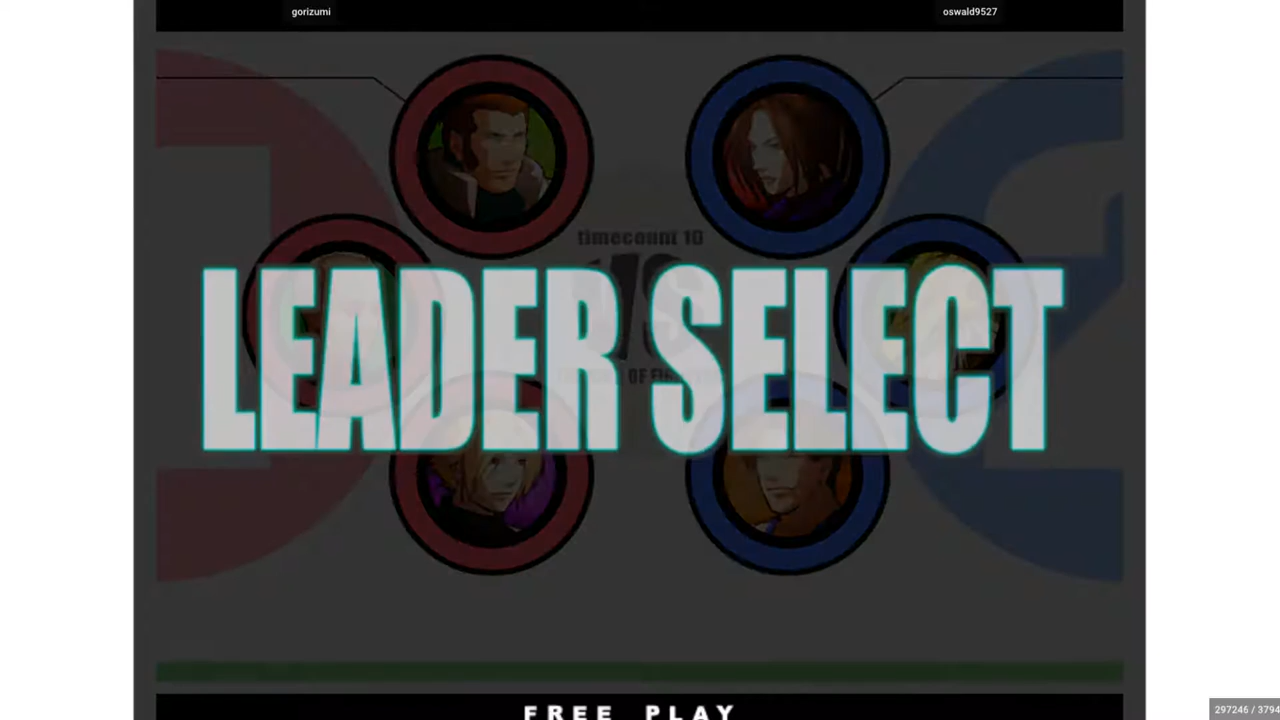 gorizumi
oswald9527
timecount 10
LEADER SELECT
FREE PLAY
297246 / 3794